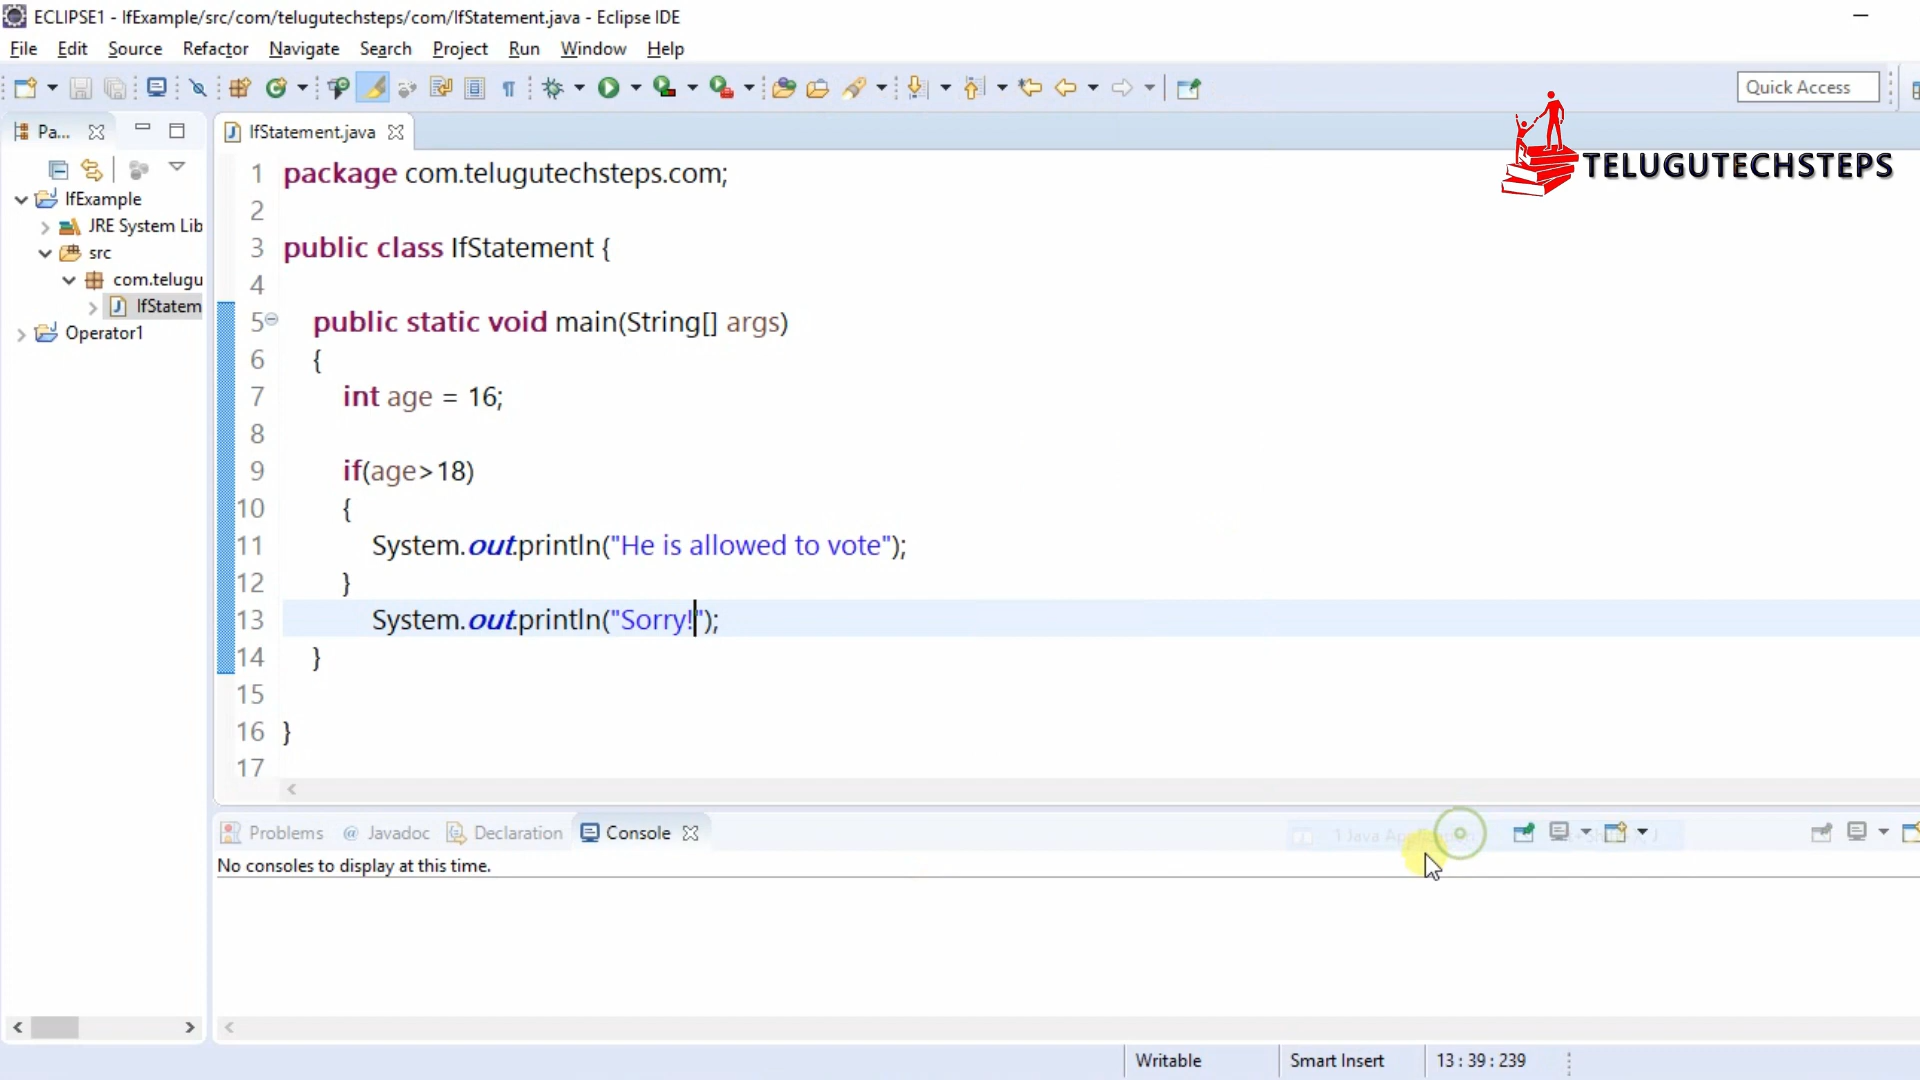 ECLIPSE1 - IfExample/src/com/telugutechsteps/com/IfStatement.java - Eclipse IDE
File Edit Source Refactor Navigate Search Project Run Window Help
Quick Access
Pa... IfStatement.java
TELUGUTECHSTEPS
IfExample
JRE System Lib
src
com.telugu
IfStatem
Operator1
1 package com.telugutechsteps.com;
2
3 public class IfStatement {
4
5 public static void main(String[] args)
6 {
7 int age = 16;
8
9 if(age>18)
10 {
11 System.out.println("He is allowed to vote");
12 }
13 System.out.println("Sorry!");
14 }
15
16 }
17
Problems @ Javadoc Declaration Console
No consoles to display at this time.
Writable Smart Insert 13 : 39 : 239